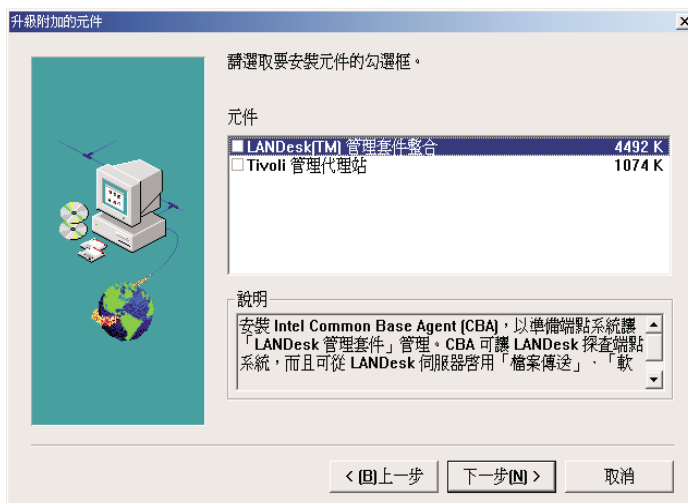 升級附加的元件
請選取要安裝元件的勾選框。
元件
LANDesk(TM) 管理套件整合 4492 K
Tivoli 管理代理站 1074 K
說明
安裝 Intel Common Base Agent (CBA)，以準備端點系統讓
「LANDesk 管理套件」管理。CBA 可讓 LANDesk 探查端點
系統，而且可從 LANDesk 伺服器啓用「檔案傳送」、「軟
< (B)上一步
下一步(N) >
取消